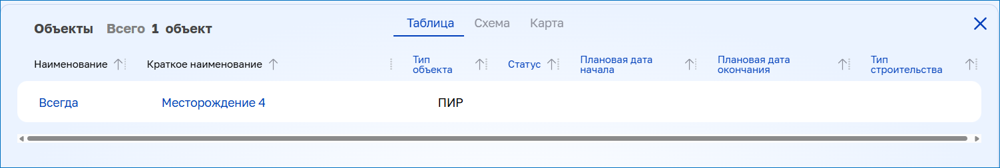 Таблица Схема Карта
Объекты Всего 1 объект
Наименование Краткое наименование Тип объекта Статус Плановая дата начала Плановая дата окончания Тип строительства
Всегда Месторождение 4 ПИР